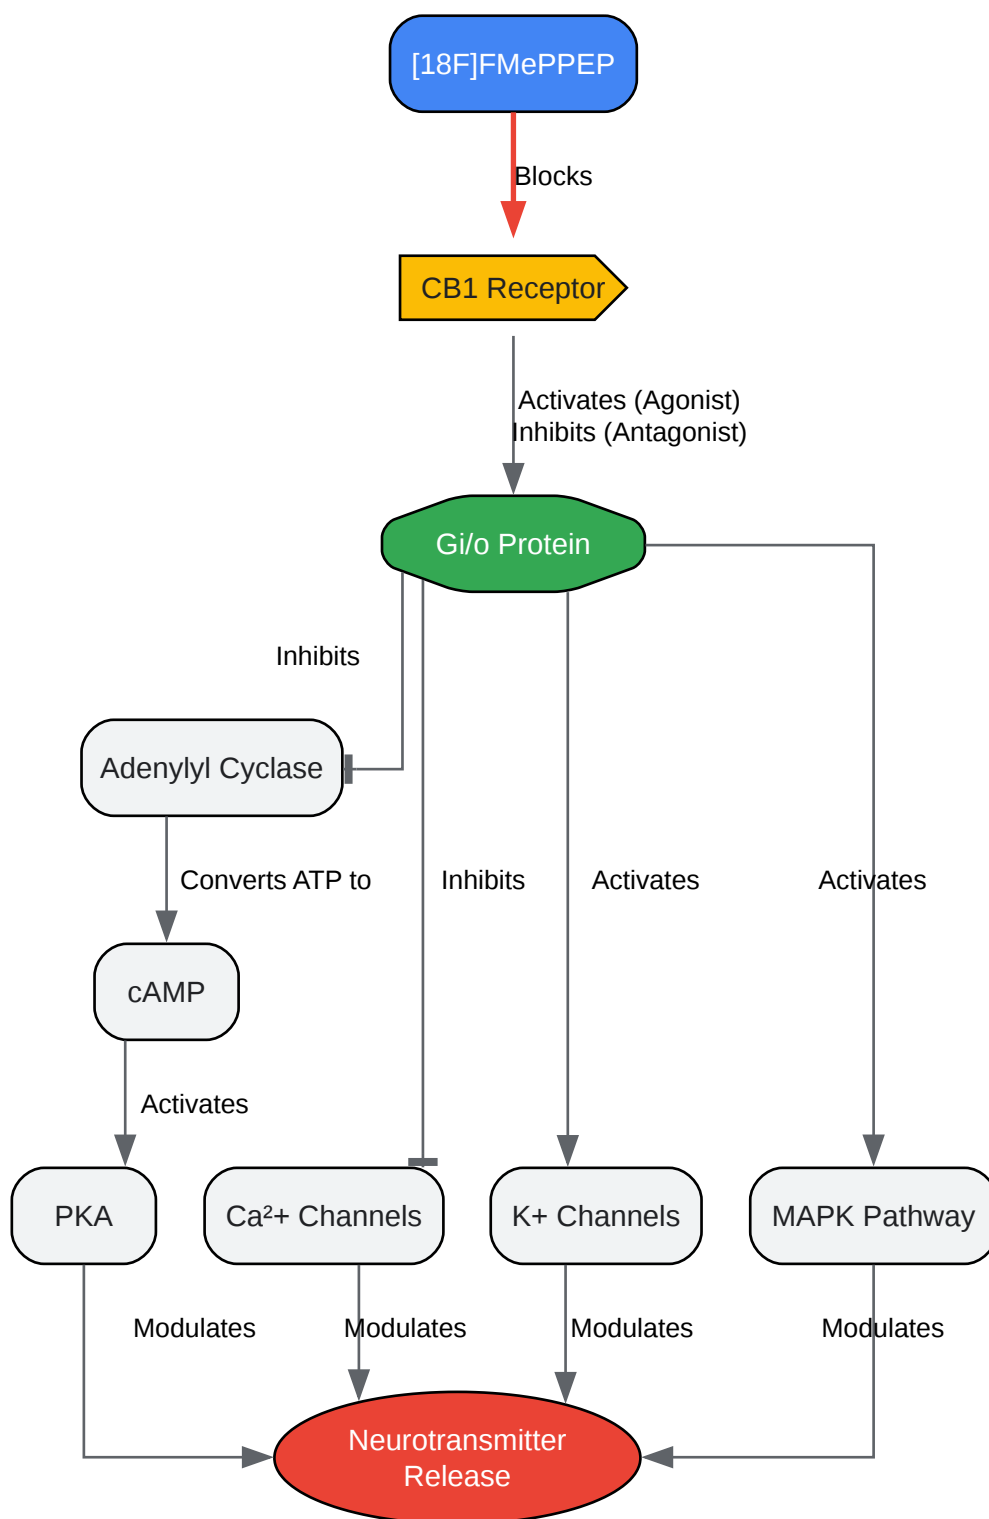 [18F]FMePPEP
Blocks
CB1 Receptor
Activates (Agonist)
Inhibits (Antagonist)
Gi/o Protein
Inhibits
Adenylyl Cyclase
Converts ATP to
Inhibits
Activates
Activates
cAMP
Activates
PKA
Ca²+ Channels
K+ Channels
MAPK Pathway
Modulates
Modulates
Modulates
Modulates
Neurotransmitter
Release